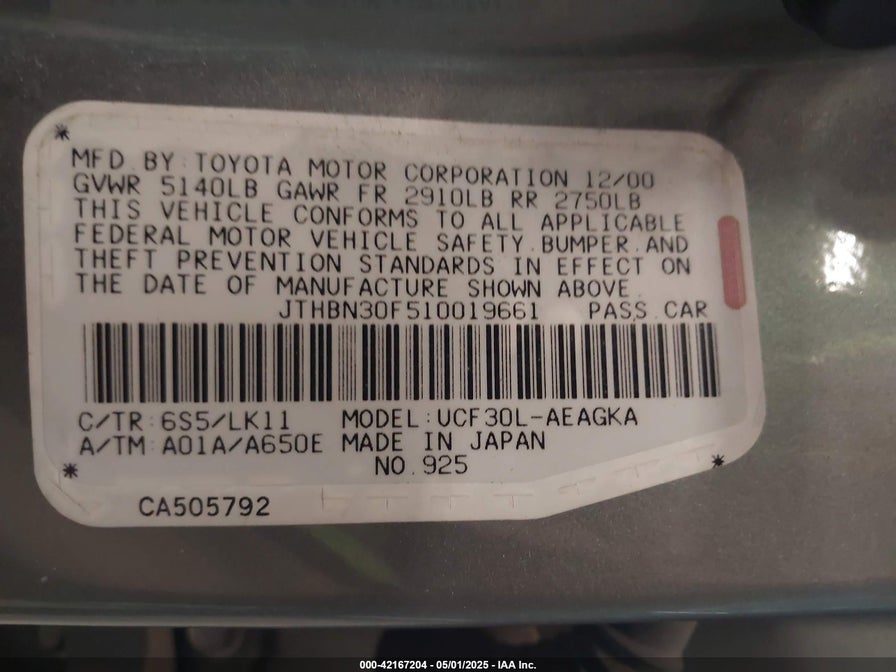 MFD. BY: TOYOTA MOTOR CORPORATION 12/00
GVWR 5140LB GAWR FR 2910LB RR 2750LB
THIS VEHICLE CONFORMS TO ALL APPLICABLE
FEDERAL MOTOR VEHICLE SAFETY, BUMPER, AND
THEFT PREVENTION STANDARDS IN EFFECT ON
THE DATE OF MANUFACTURE SHOWN ABOVE.
JTHBN30F510019661 PASS. CAR
C/TR: 6S5/LK11 MODEL: UCF30L-AEAGKA
A/TM: A01A/A650E MADE IN JAPAN
NO. 925
CA505792
000-42167204 - 05/01/2025 - IAA Inc.